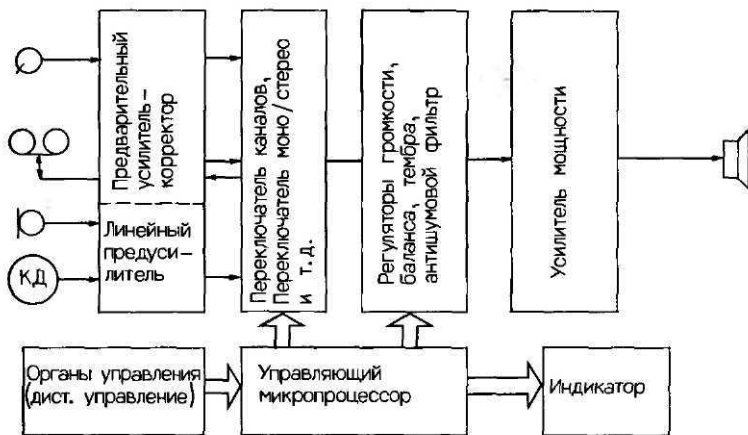 Предварительный
усилитель-
корректор
Линейный
предуси-
литель
КД
Переключатель каналов,
Переключатель моно/стерео
и т.д.
Регуляторы громкости,
баланса, тембра,
антишумовой фильтр
Усилитель мощности
Органы управления
(дист. управление)
Управляющий
микропроцессор
Индикатор